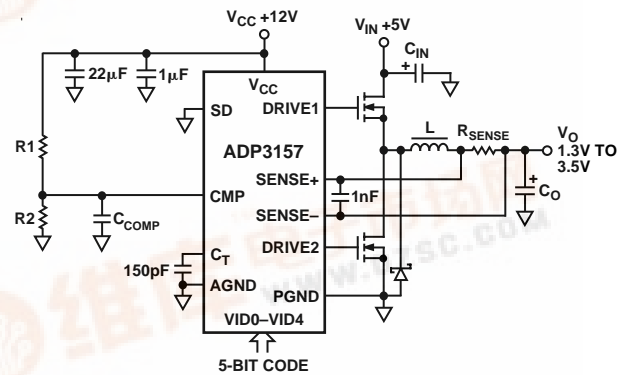 VCC +12V
VIN +5V
CIN
+
22µF
1µF
VCC
SD
DRIVE1
R1
ADP3157
L
RSENSE
VO
1.3V TO
3.5V
SENSE+
1nF
+
CO
CMP
R2
CCOMP
SENSE–
CT
DRIVE2
150pF
AGND
PGND
VID0–VID4
5-BIT CODE